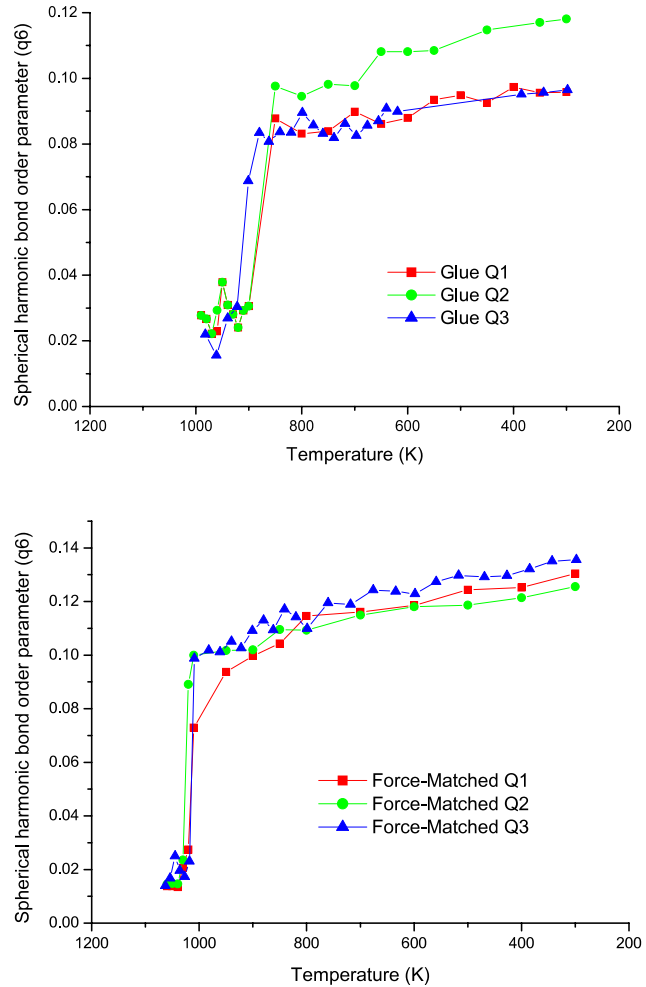 0.12
0.10
0.08
0.06
0.04
0.02
0.00
Spherical harmonic bond order parameter (q6)
Glue Q1
Glue Q2
Glue Q3
1200 1000 800 600 400 200
Temperature (K)
0.14
0.12
0.10
0.08
0.06
0.04
0.02
0.00
Spherical harmonic bond order parameter (q6)
Force-Matched Q1
Force-Matched Q2
Force-Matched Q3
1200 1000 800 600 400 200
Temperature (K)